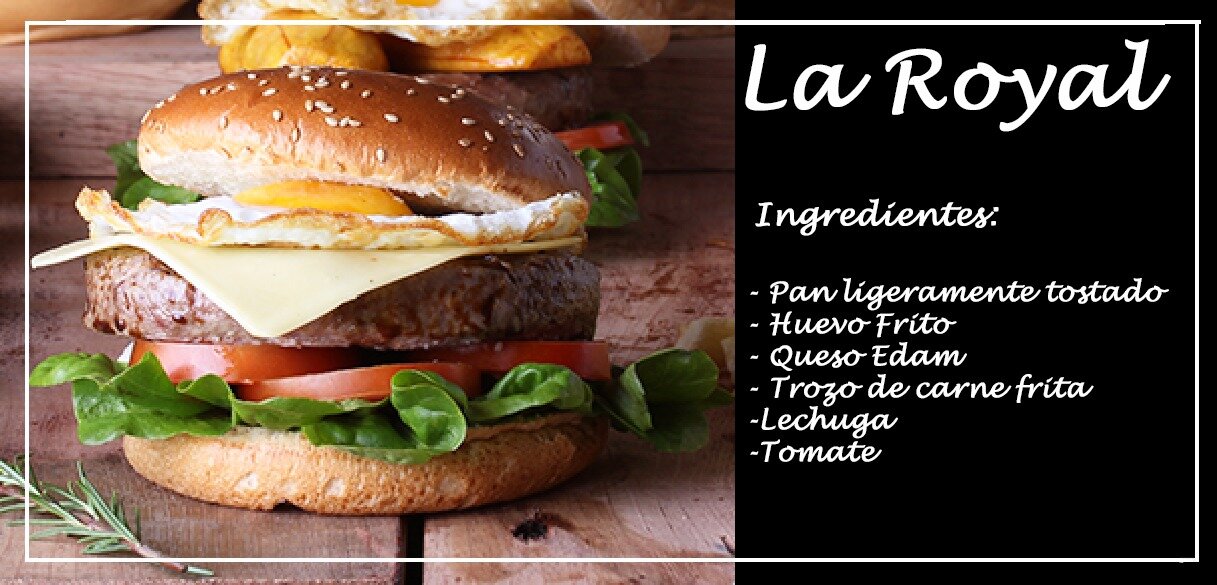 La Royal
Ingredientes:
- Pan ligeramente tostado
- Huevo Frito
- Queso Edam
- Trozo de carne frita
-Lechuga
-Tomate